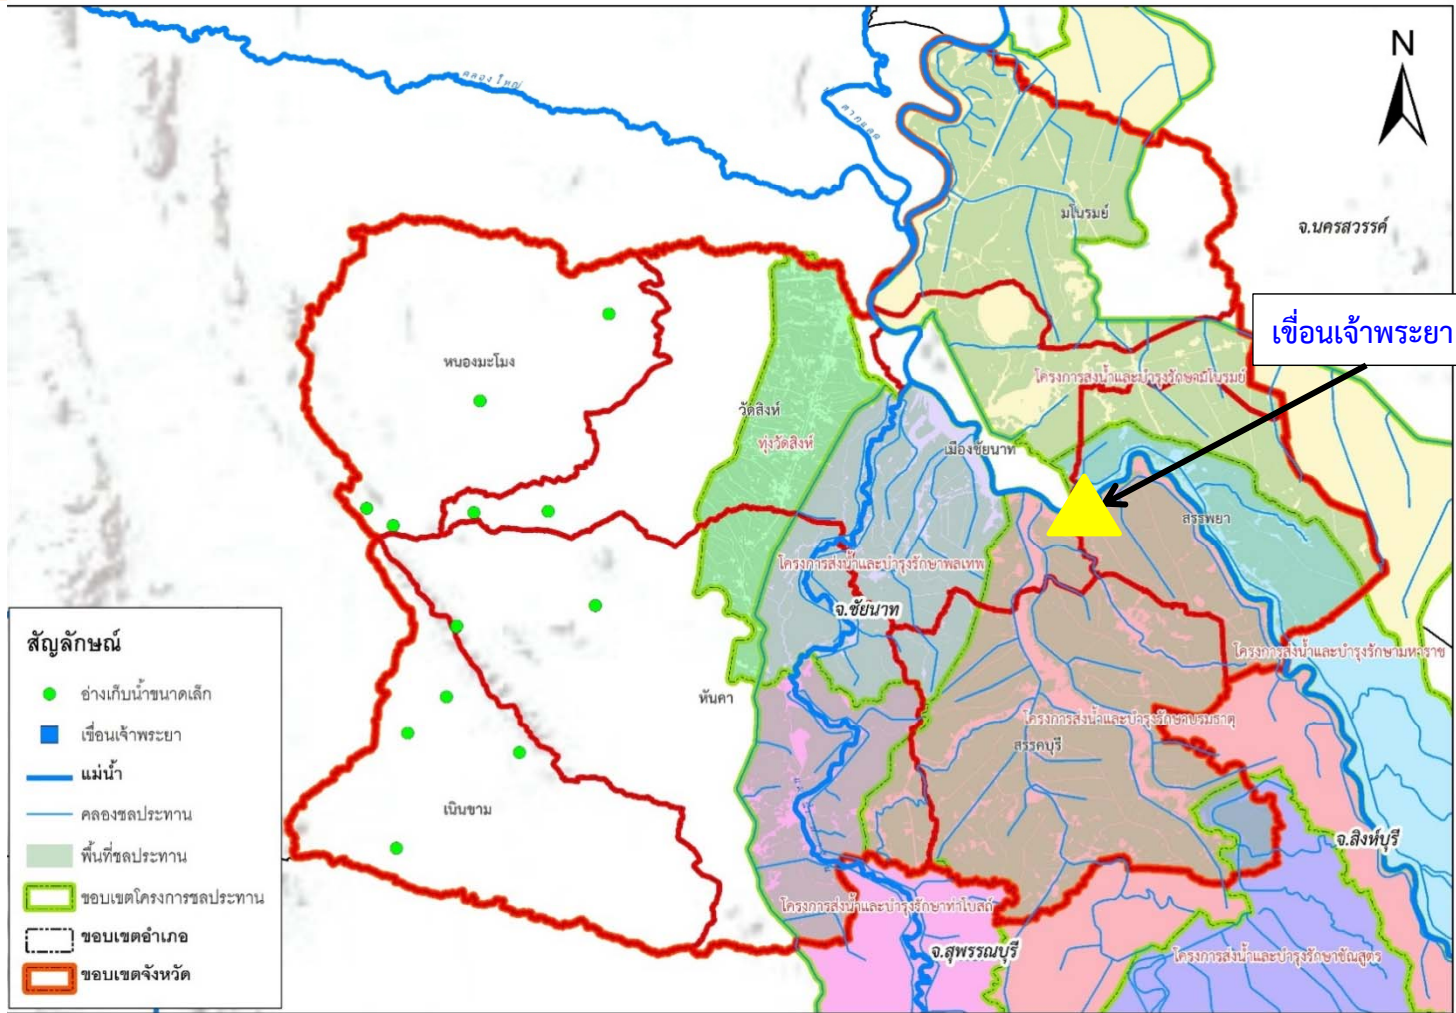 N
คลองใหญ่
ตากแดด
มโนรมย์
จ.นครสวรรค์
เขื่อนเจ้าพระยา
หนองมะโมง
โครงการส่งน้ำและบำรุงรักษามโนรมย์
วัดสิงห์
ทุ่งวัดสิงห์
เมืองชัยนาท
สรรพยา
โครงการส่งน้ำและบำรุงรักษาพลเทพ
จ.ชัยนาท
โครงการส่งน้ำและบำรุงรักษามหาราช
หันคา
โครงการส่งน้ำและบำรุงรักษาบรมธาตุ
สรรคบุรี
เนินขาม
จ.สิงห์บุรี
โครงการส่งน้ำและบำรุงรักษาท่าโบสถ์
จ.สุพรรณบุรี
โครงการส่งน้ำและบำรุงรักษาชัณสูตร
สัญลักษณ์
อ่างเก็บน้ำขนาดเล็ก
เขื่อนเจ้าพระยา
แม่น้ำ
คลองชลประทาน
พื้นที่ชลประทาน
ขอบเขตโครงการชลประทาน
ขอบเขตอำเภอ
ขอบเขตจังหวัด